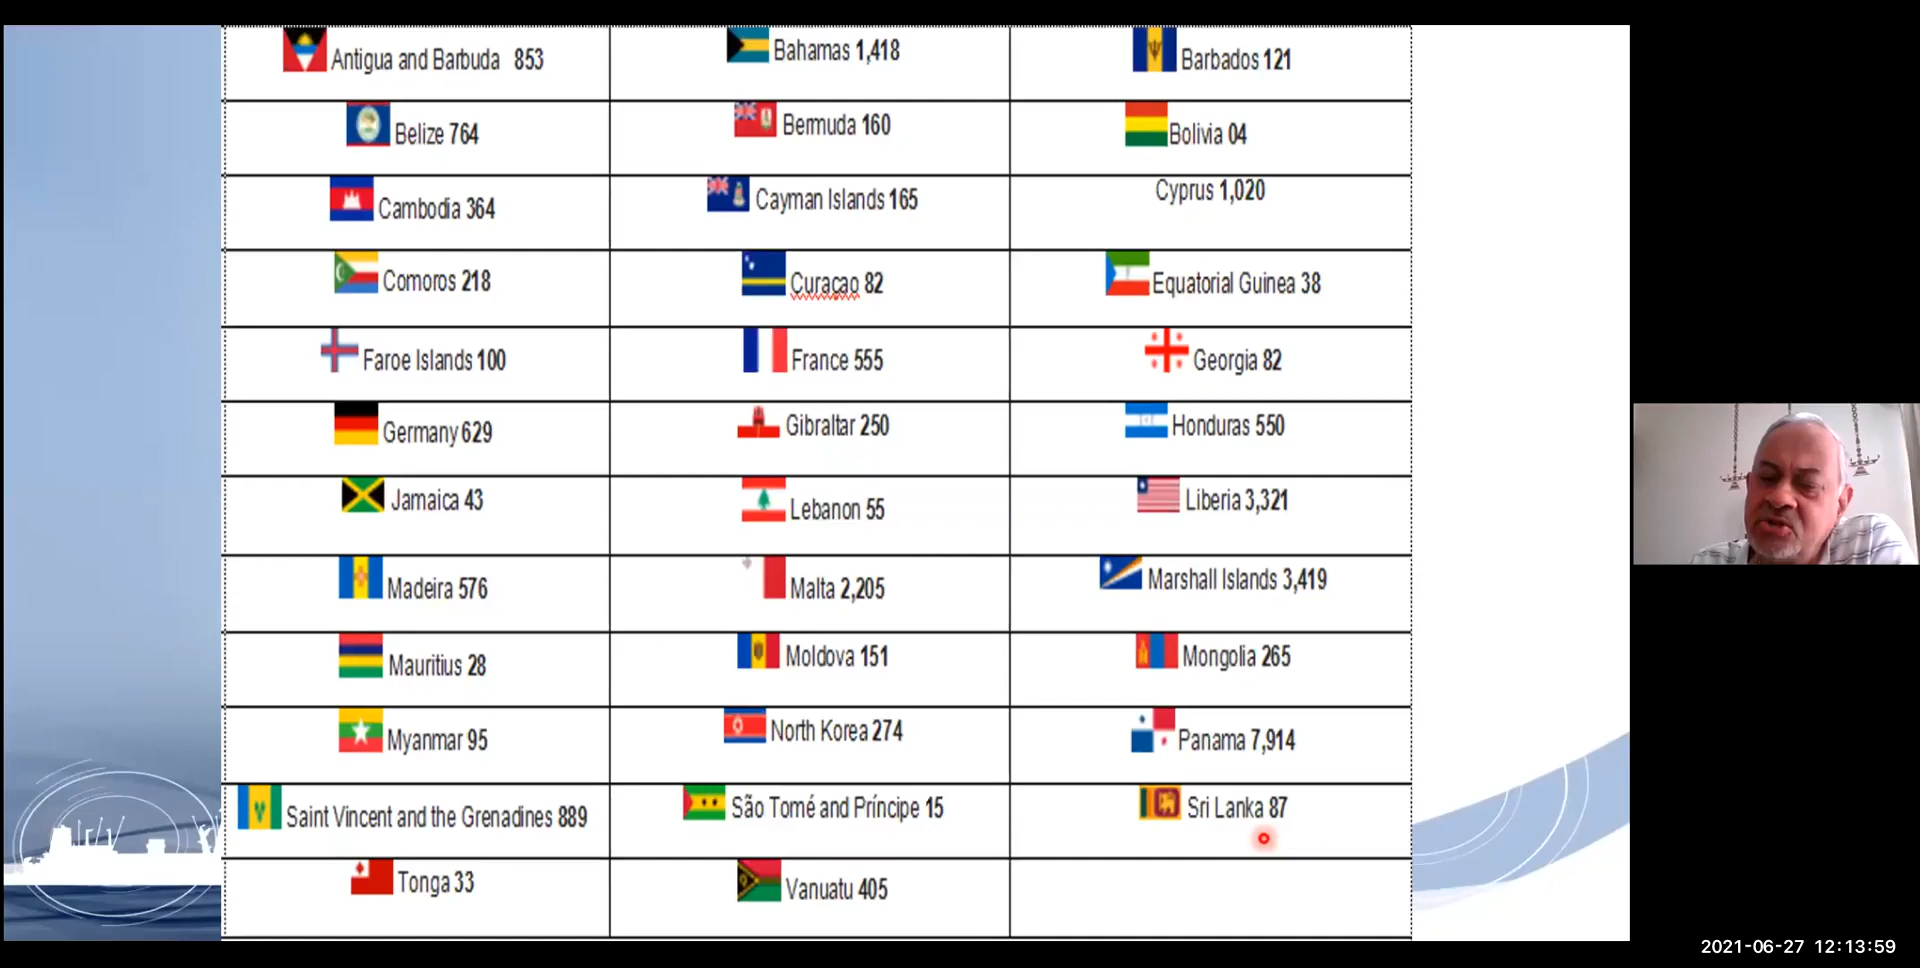 Antigua and Barbuda 853
Bahamas 1,418
Barbados 121
Belize 764
Bermuda 160
Bolivia 04
Cambodia 364
Cayman Islands 165
Cyprus 1,020
Comoros 218
Curaçao 82
Equatorial Guinea 38
Faroe Islands 100
France 555
Georgia 82
Germany 629
Gibraltar 250
Honduras 550
Jamaica 43
Lebanon 55
Liberia 3,321
Madeira 576
Malta 2,205
Marshall Islands 3,419
Mauritius 28
Moldova 151
Mongolia 265
Myanmar 95
North Korea 274
Panama 7,914
Saint Vincent and the Grenadines 889
São Tomé and Príncipe 15
Sri Lanka 87
Tonga 33
Vanuatu 405
2021-06-27 12:13:59